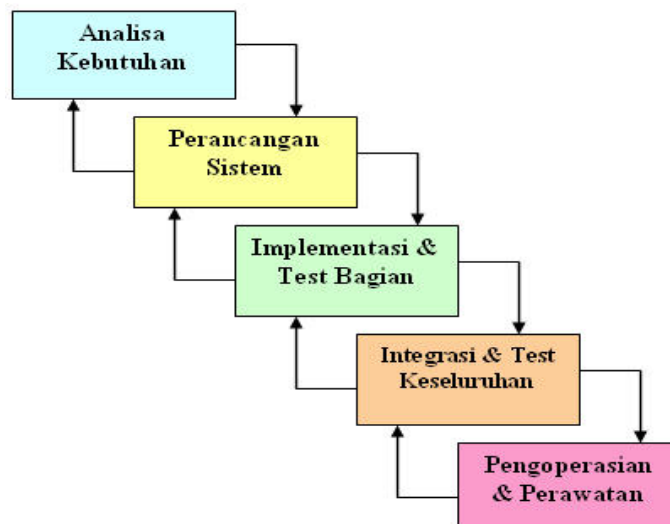 Analisa
Kebutuhan
Perancangan
Sistem
Implementasi &
Test Bagian
Integrasi & Test
Keseluruhan
Pengoperasian
& Perawatan